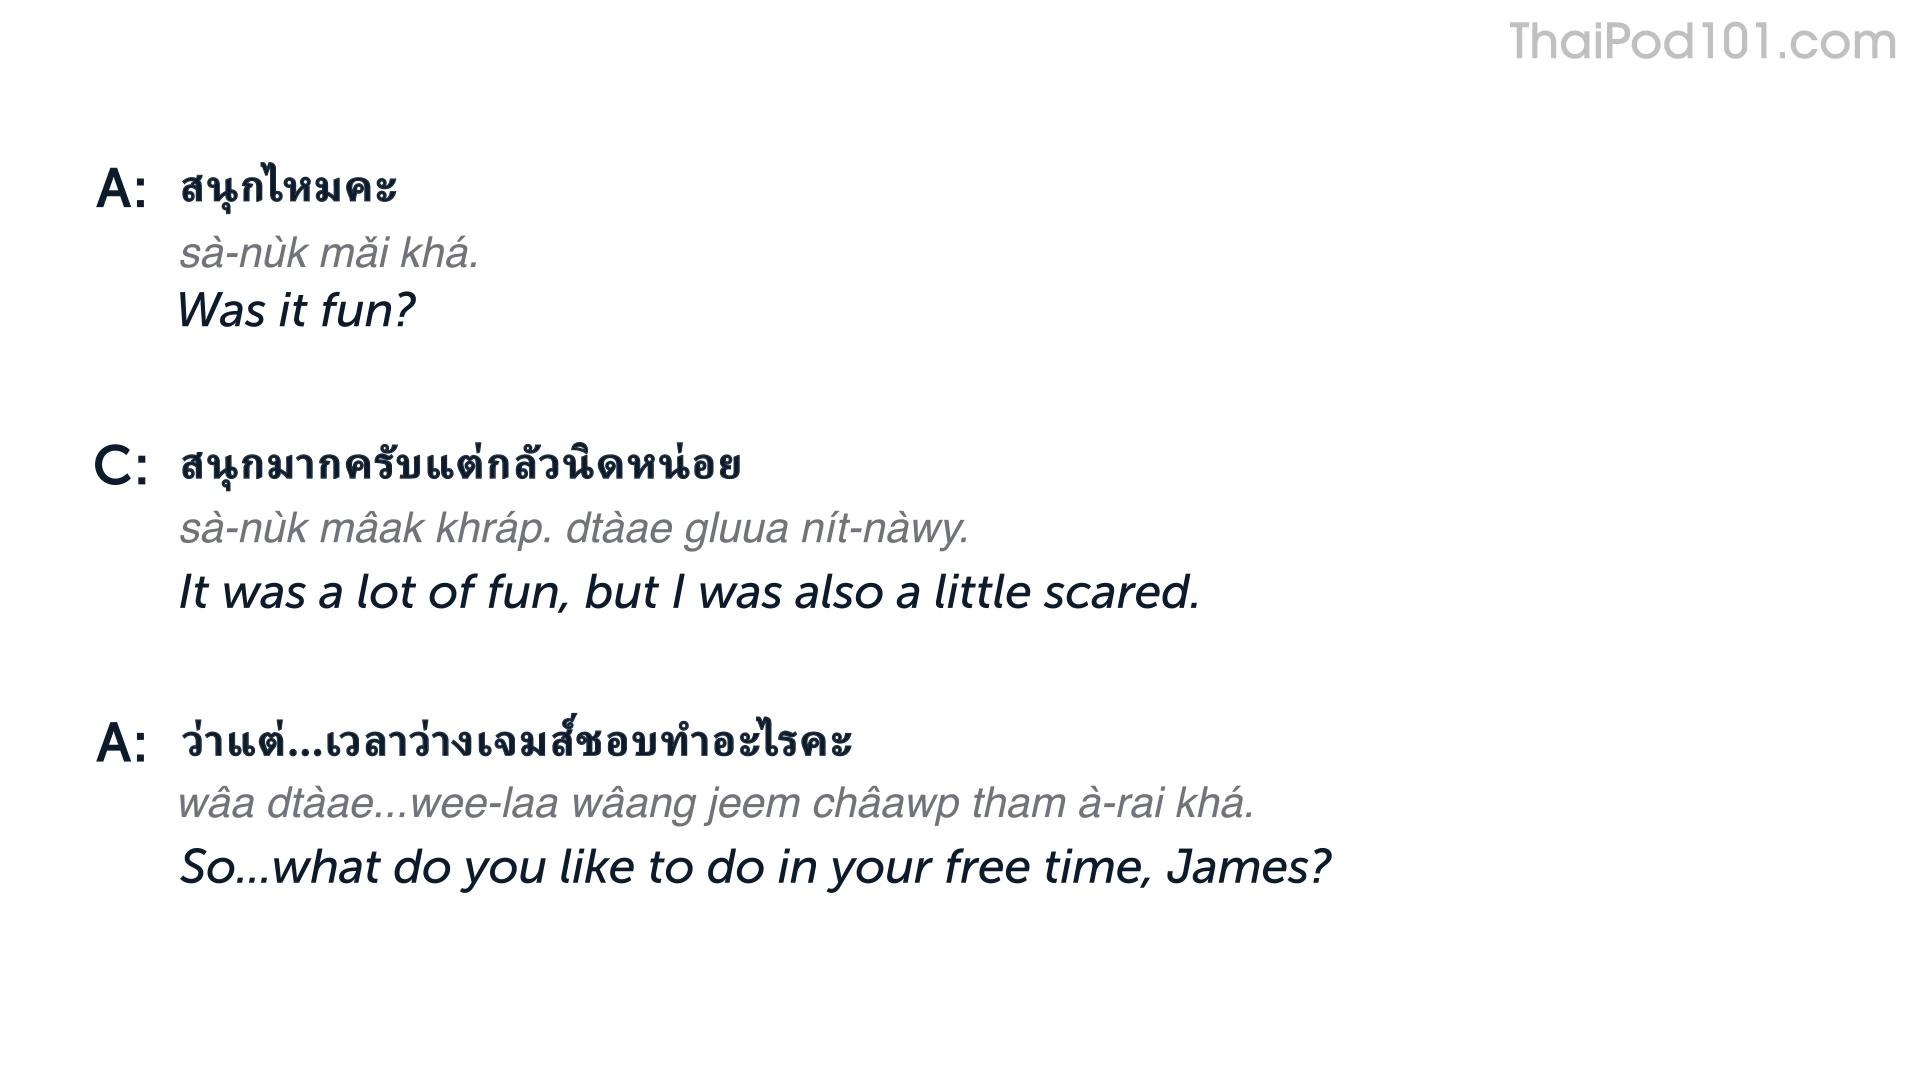 ThaiPod101.com
A: สนุกไหมคะ
sà-nùk mǎi khá.
Was it fun?
C: สนุกมากครับแต่กลัวนิดหน่อย
sà-nùk mâak khráp. dtàae gluua nít-nàwy.
It was a lot of fun, but I was also a little scared.
A: ว่าแต่...เวลาว่างเจมส์ชอบทำอะไรคะ
wâa dtàae...wee-laa wâang jeem châawp tham à-rai khá.
So...what do you like to do in your free time, James?